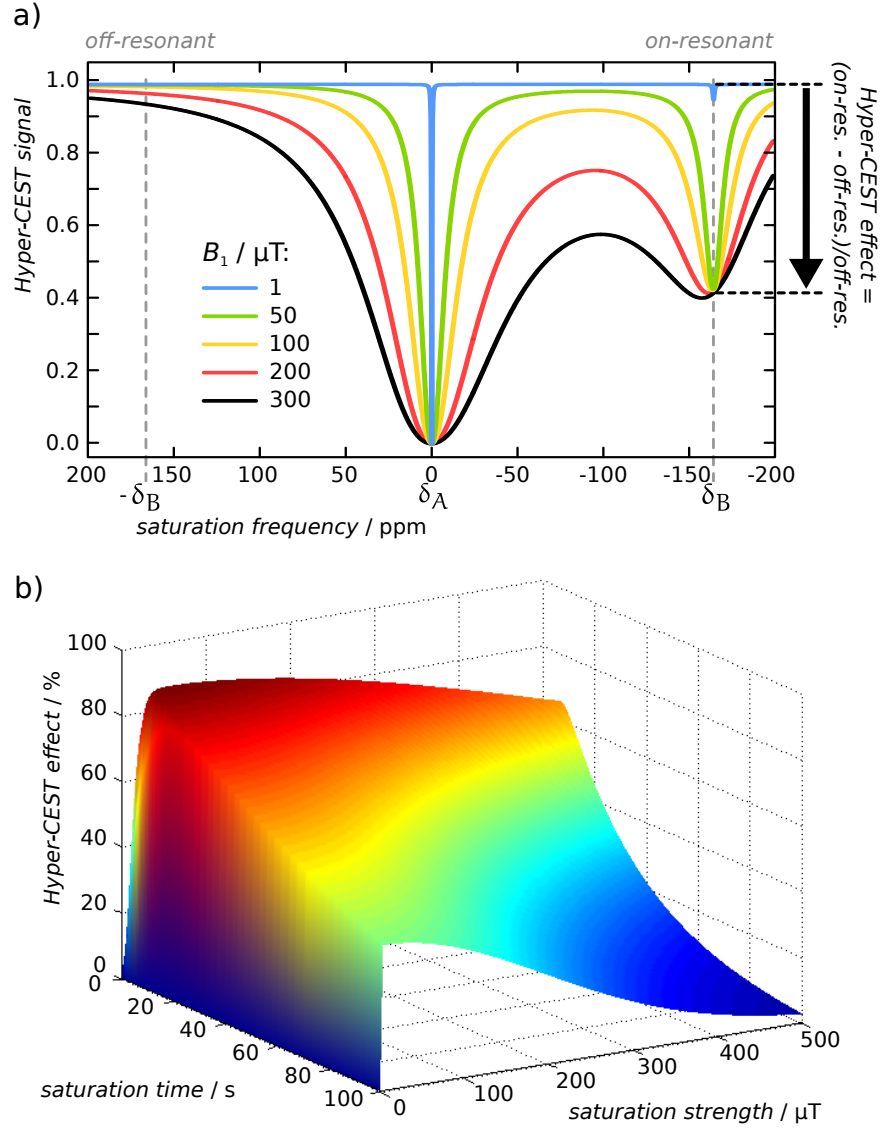 a)
off-resonant
on-resonant
Hyper-CEST signal
1.0
0.8
0.6
0.4
0.2
0.0
B₁ / µT:
1
50
100
200
300
200
150
100
50
0
-50
-100
-150
-200
-δB
δA
δB
saturation frequency / ppm
Hyper-CEST effect =
(on-res. - off-res.)/off-res.
b)
Hyper-CEST effect / %
100
80
60
40
20
0
0
20
40
60
80
100
saturation time / s
0
100
200
300
400
500
saturation strength / µT